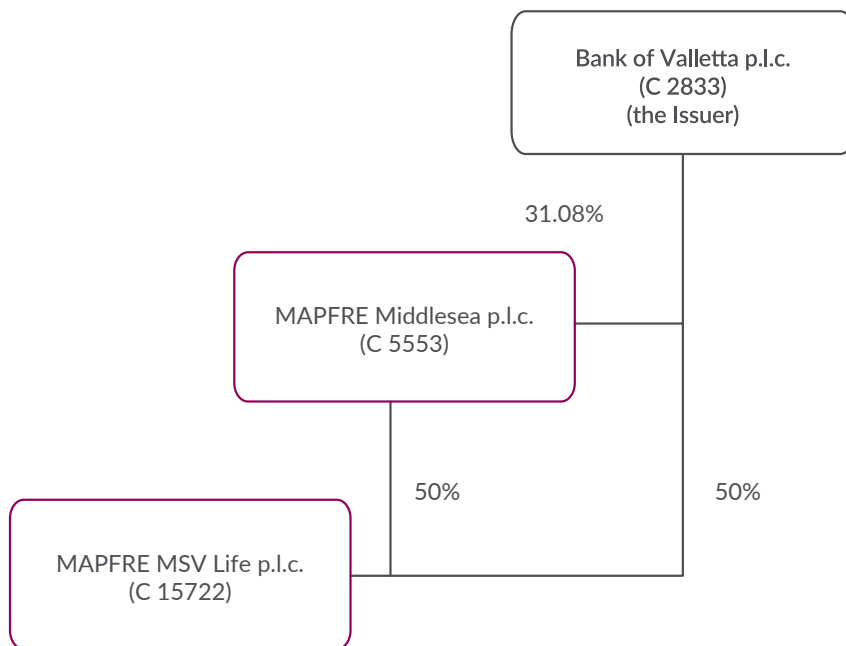 Bank of Valletta p.l.c.
(C 2833)
(the Issuer)
31.08%
MAPFRE Middlesea p.l.c.
(C 5553)
50%
50%
MAPFRE MSV Life p.l.c.
(C 15722)